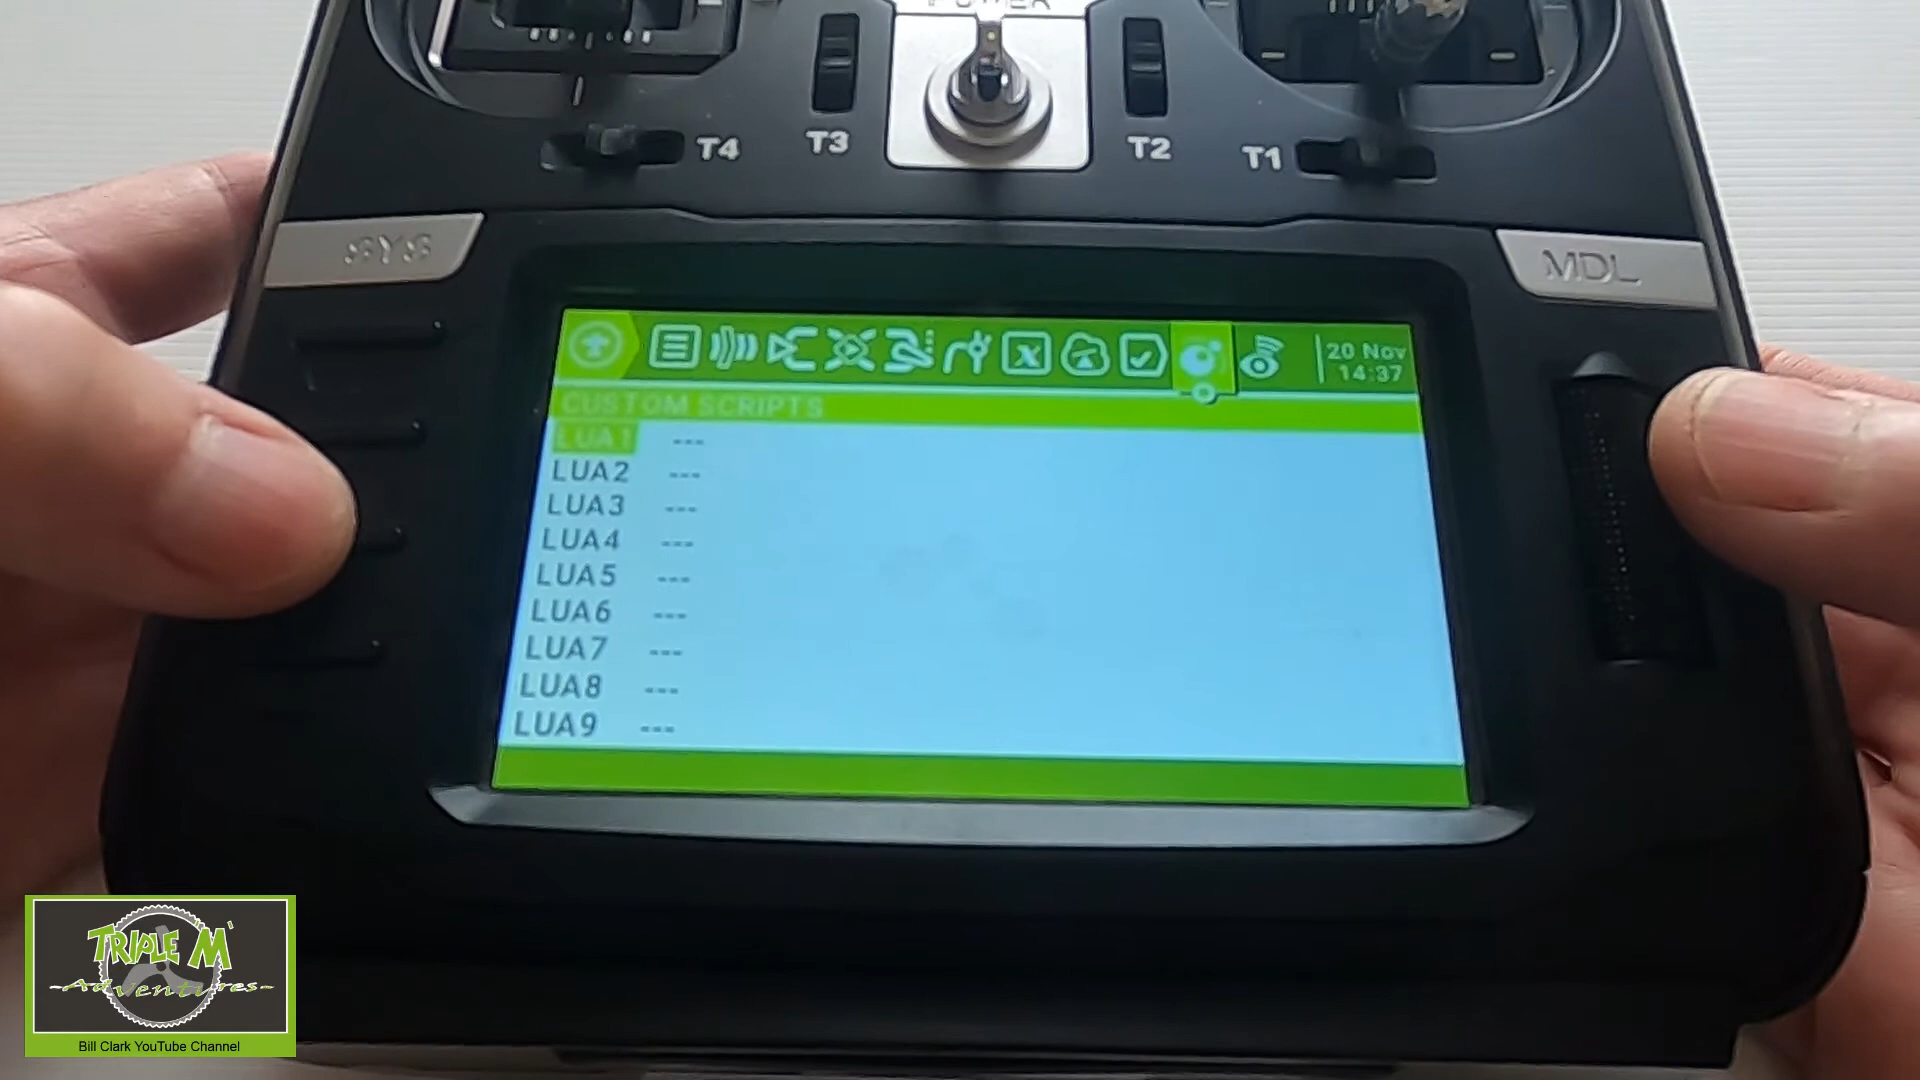 POWER
T4
T3
T2
T1
SYS
MDL
20 Nov
14:37
CUSTOM SCRIPTS
LUA1 ---
LUA2 ---
LUA3 ---
LUA4 ---
LUA5 ---
LUA6 ---
LUA7 ---
LUA8 ---
LUA9 ---
TRIPLE M
-Adventures-
Bill Clark YouTube Channel